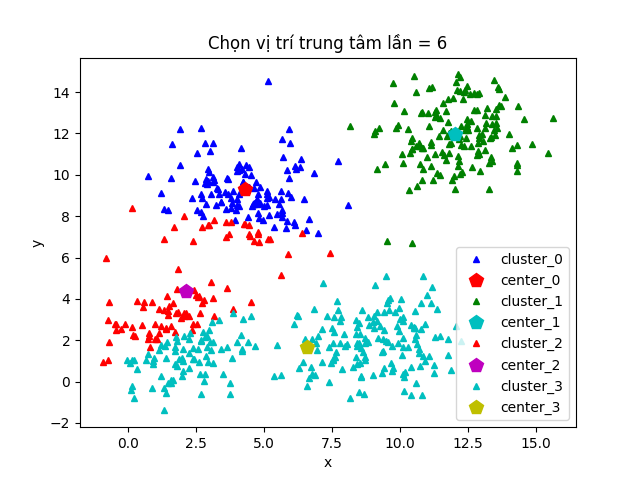 Chọn vị trí trung tâm lần = 6
14
12
10
8
6
4
2
0
−2
y
0.0 2.5 5.0 7.5 10.0 12.5 15.0
x
cluster_0
center_0
cluster_1
center_1
cluster_2
center_2
cluster_3
center_3